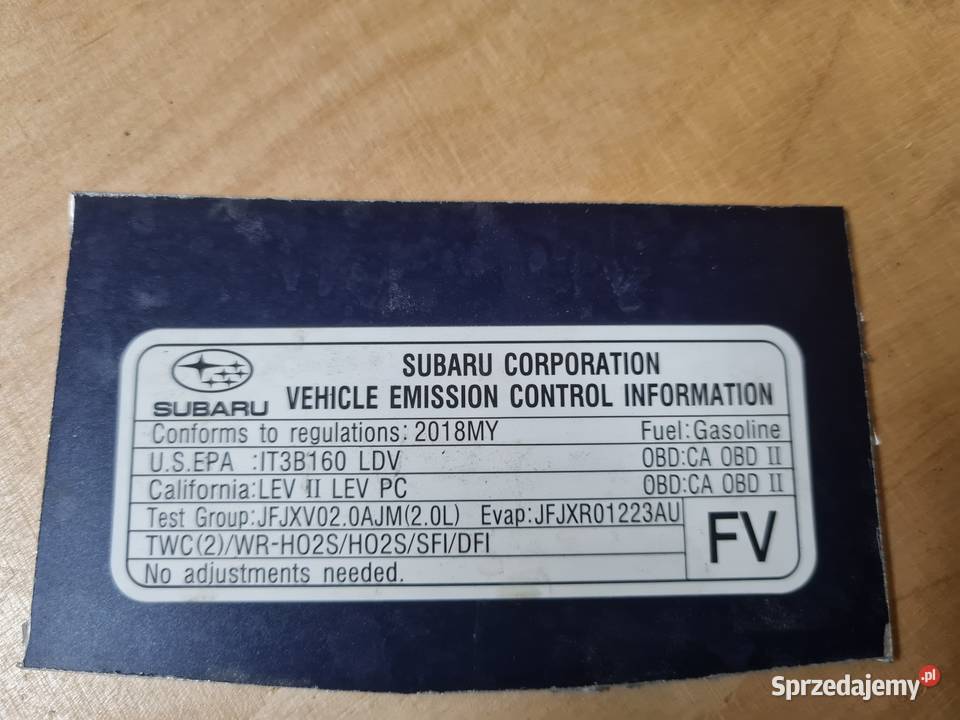 SUBARU CORPORATION
SUBARU VEHICLE EMISSION CONTROL INFORMATION
Conforms to regulations: 2018MY Fuel:Gasoline
U.S.EPA :IT3B160 LDV OBD:CA OBD II
California:LEV II LEV PC OBD:CA OBD II
Test Group:JFJXV02.0AJM(2.0L) Evap:JFJXR01223AU
TWC(2)/WR-HO2S/HO2S/SFI/DFI
FV
No adjustments needed.
Sprzedajemy.pl